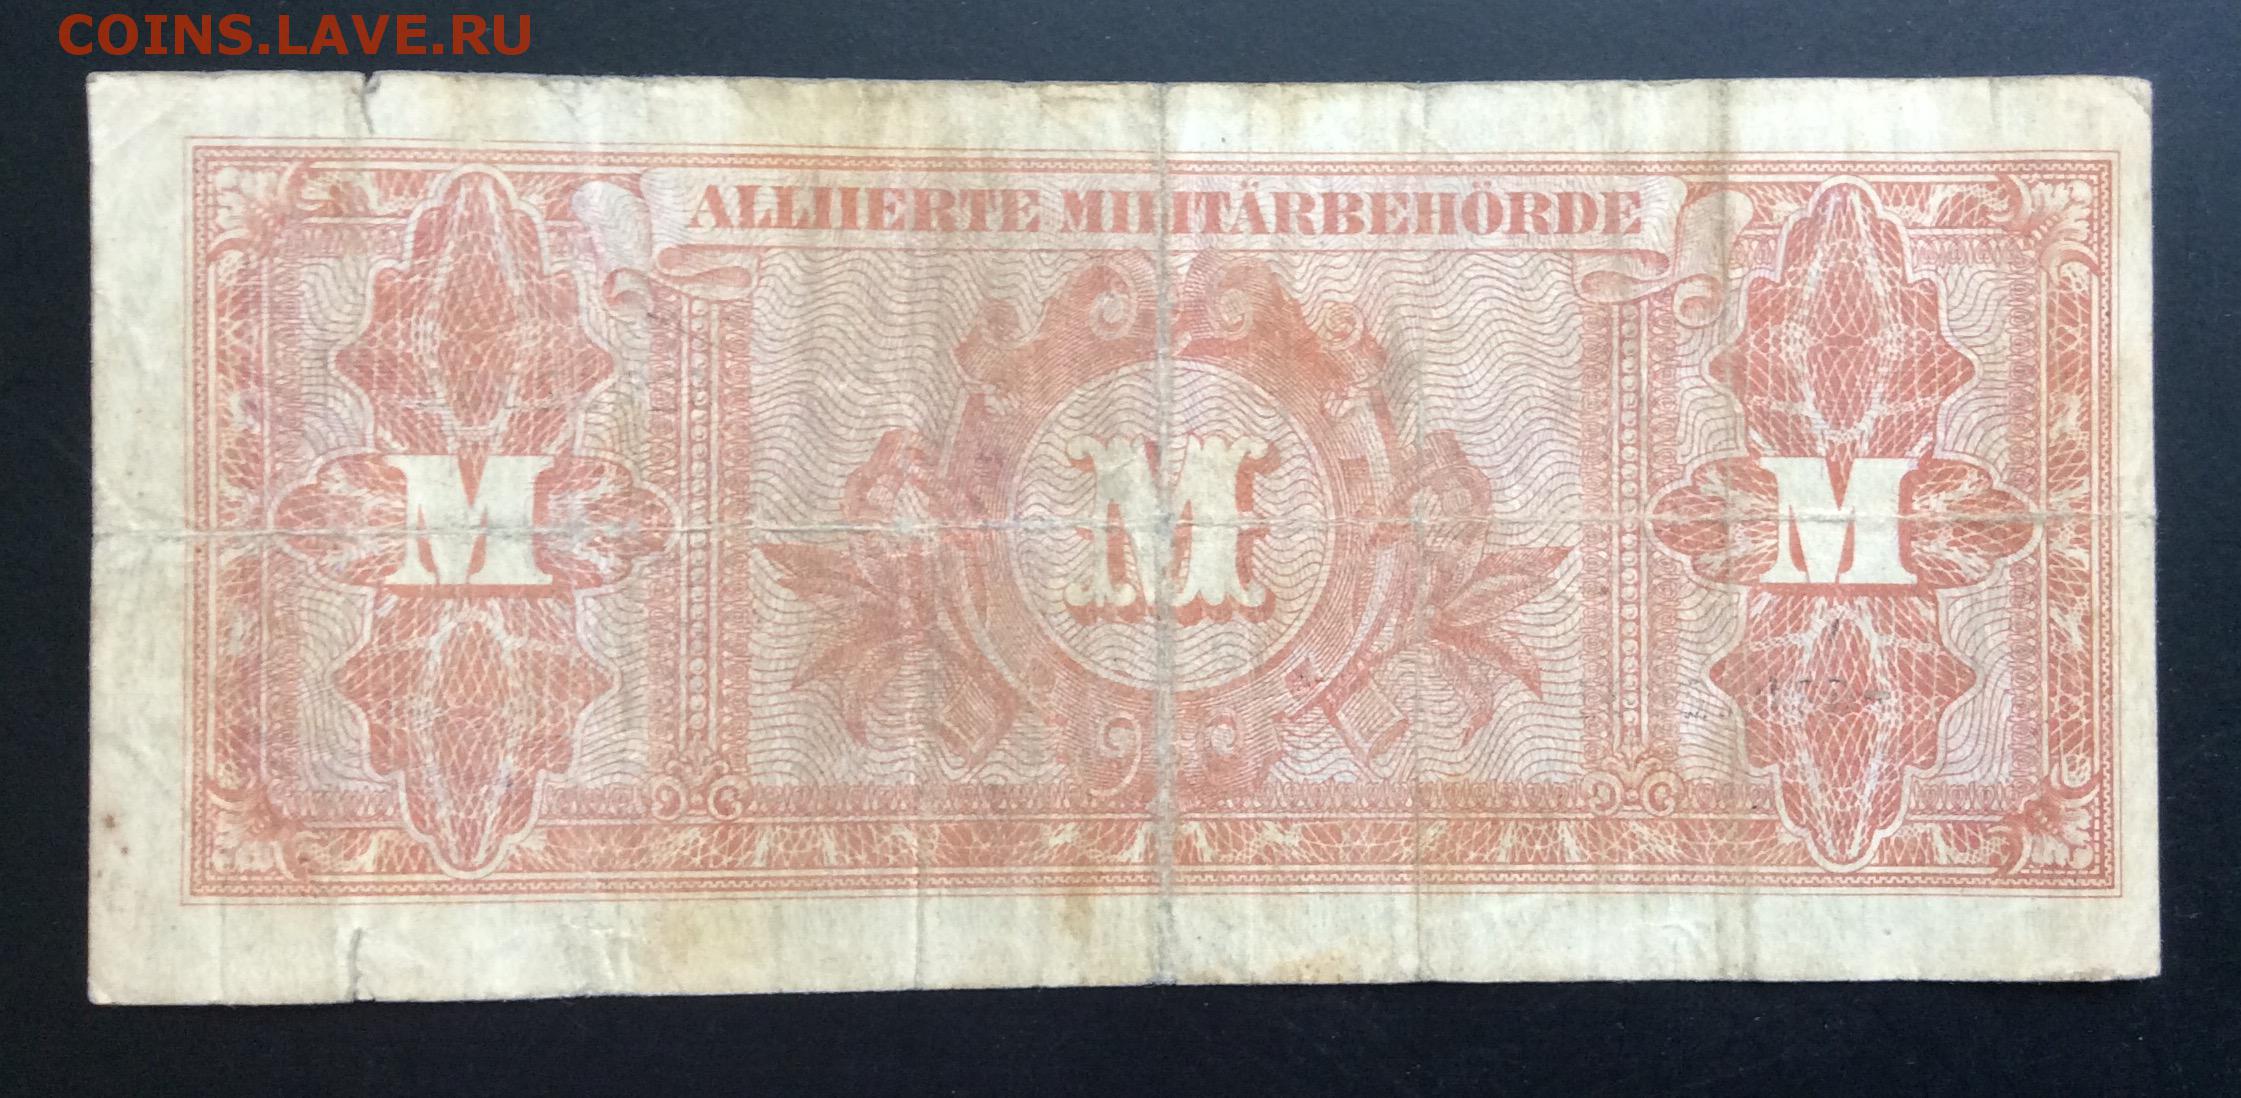 COINS.LAVE.RU
ALLIIERTE MILITÄRBEHÖRDE
M M M